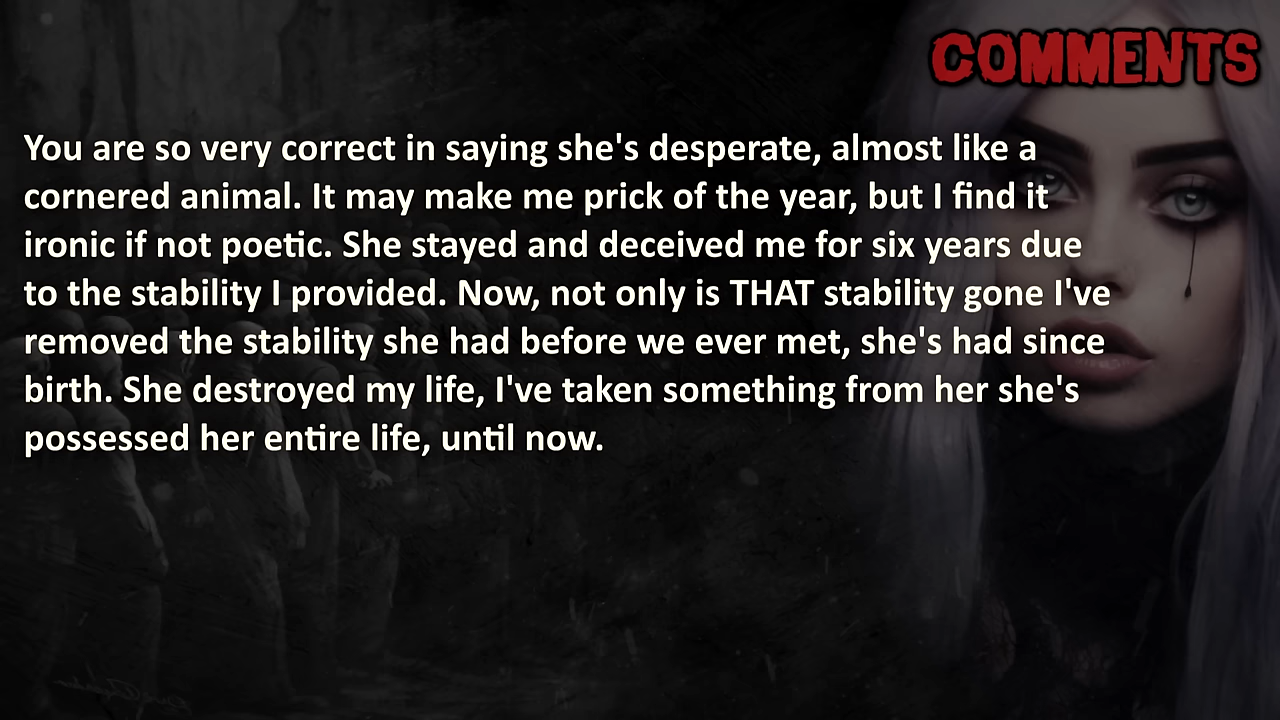 COMMENTS
You are so very correct in saying she's desperate, almost like a
cornered animal. It may make me prick of the year, but I find it
ironic if not poetic. She stayed and deceived me for six years due
to the stability I provided. Now, not only is THAT stability gone I've
removed the stability she had before we ever met, she's had since
birth. She destroyed my life, I've taken something from her she's
possessed her entire life, until now.